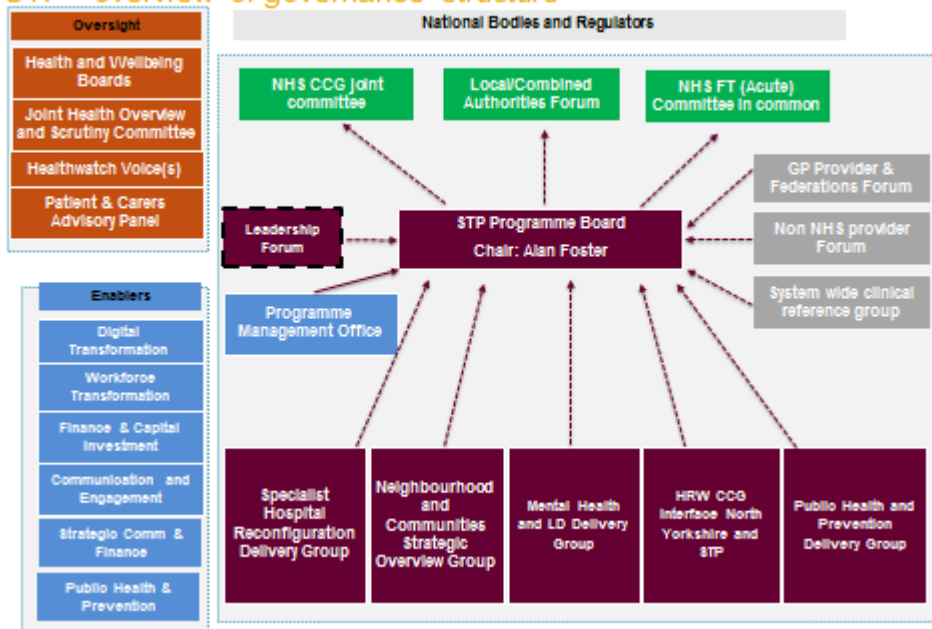 overview of governance structure
Oversight
National Bodies and Regulators
Health and Wellbeing
Boards
Joint Health Overview
and Scrutiny Committee
Healthwatch Voice(s)
Patient & Carers
Advisory Panel
NHS CCG joint
committee
Local/Combined
Authorities Forum
NHS FT (Acute)
Committee in common
GP Provider &
Federations Forum
Leadership
Forum
STP Programme Board
Chair: Alan Foster
Non NHS provider
Forum
System wide clinical
reference group
Programme
Management Office
Enablers
Digital
Transformation
Workforce
Transformation
Finance & Capital
Investment
Communication and
Engagement
Strategic Comm &
Finance
Public Health &
Prevention
Specialist
Hospital
Reconfiguration
Delivery Group
Neighbourhood
and
Communities
Strategic
Overview Group
Mental Health
and LD Delivery
Group
HRW CCG
Interface North
Yorkshire and
STP
Public Health and
Prevention
Delivery Group